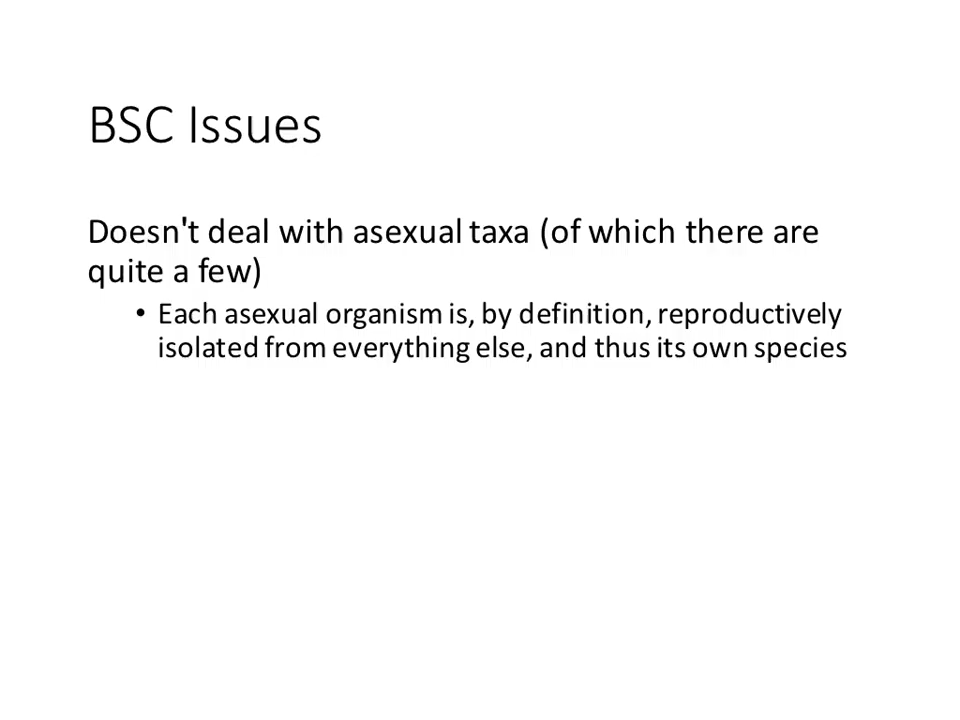 BSC Issues
Doesn't deal with asexual taxa (of which there are
quite a few)
• Each asexual organism is, by definition, reproductively
isolated from everything else, and thus its own species